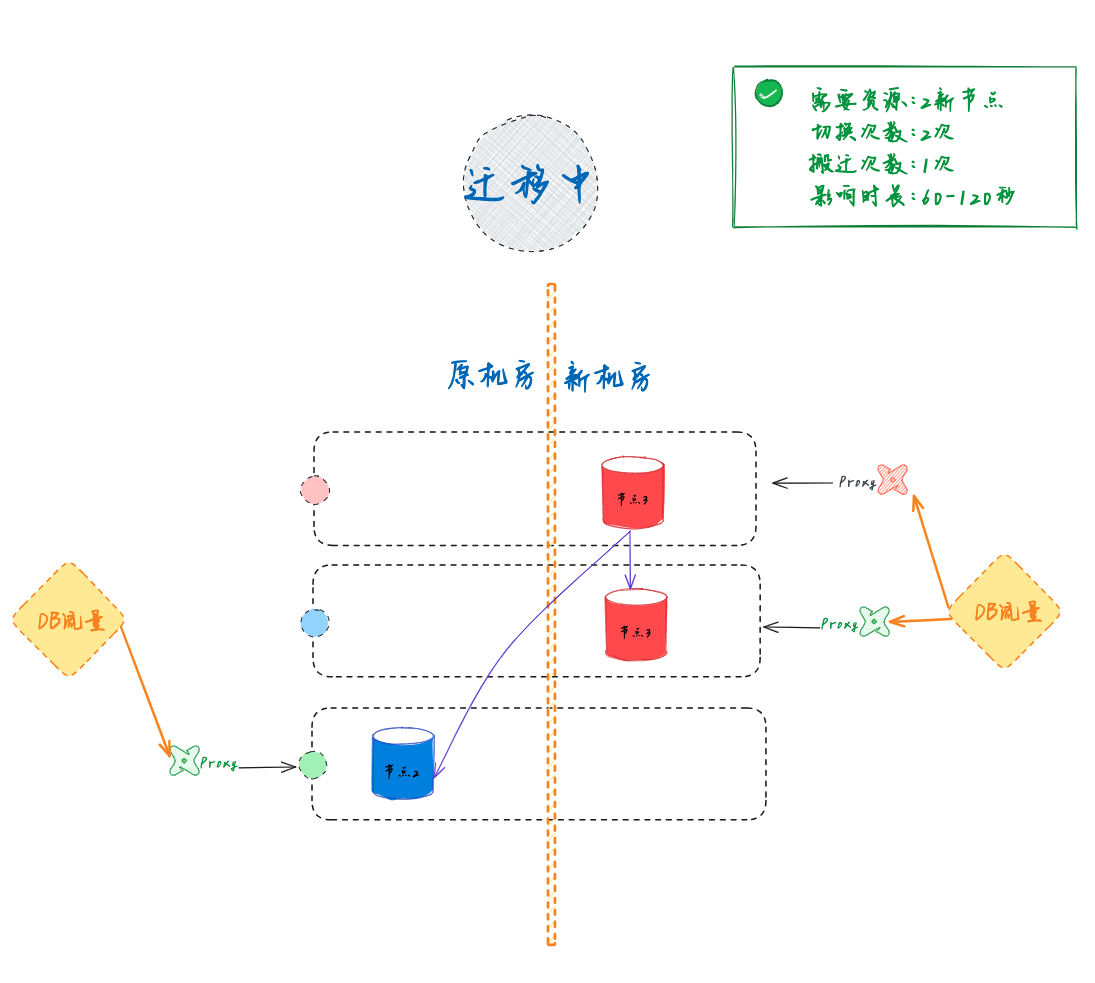 需要资源:2新节点
切换次数:2次
搬迁次数:1次
影响时长:60-120秒
迁移中
原机房
新机房
节点3
Proxy
DB流量
节点3
Proxy
DB流量
节点2
Proxy